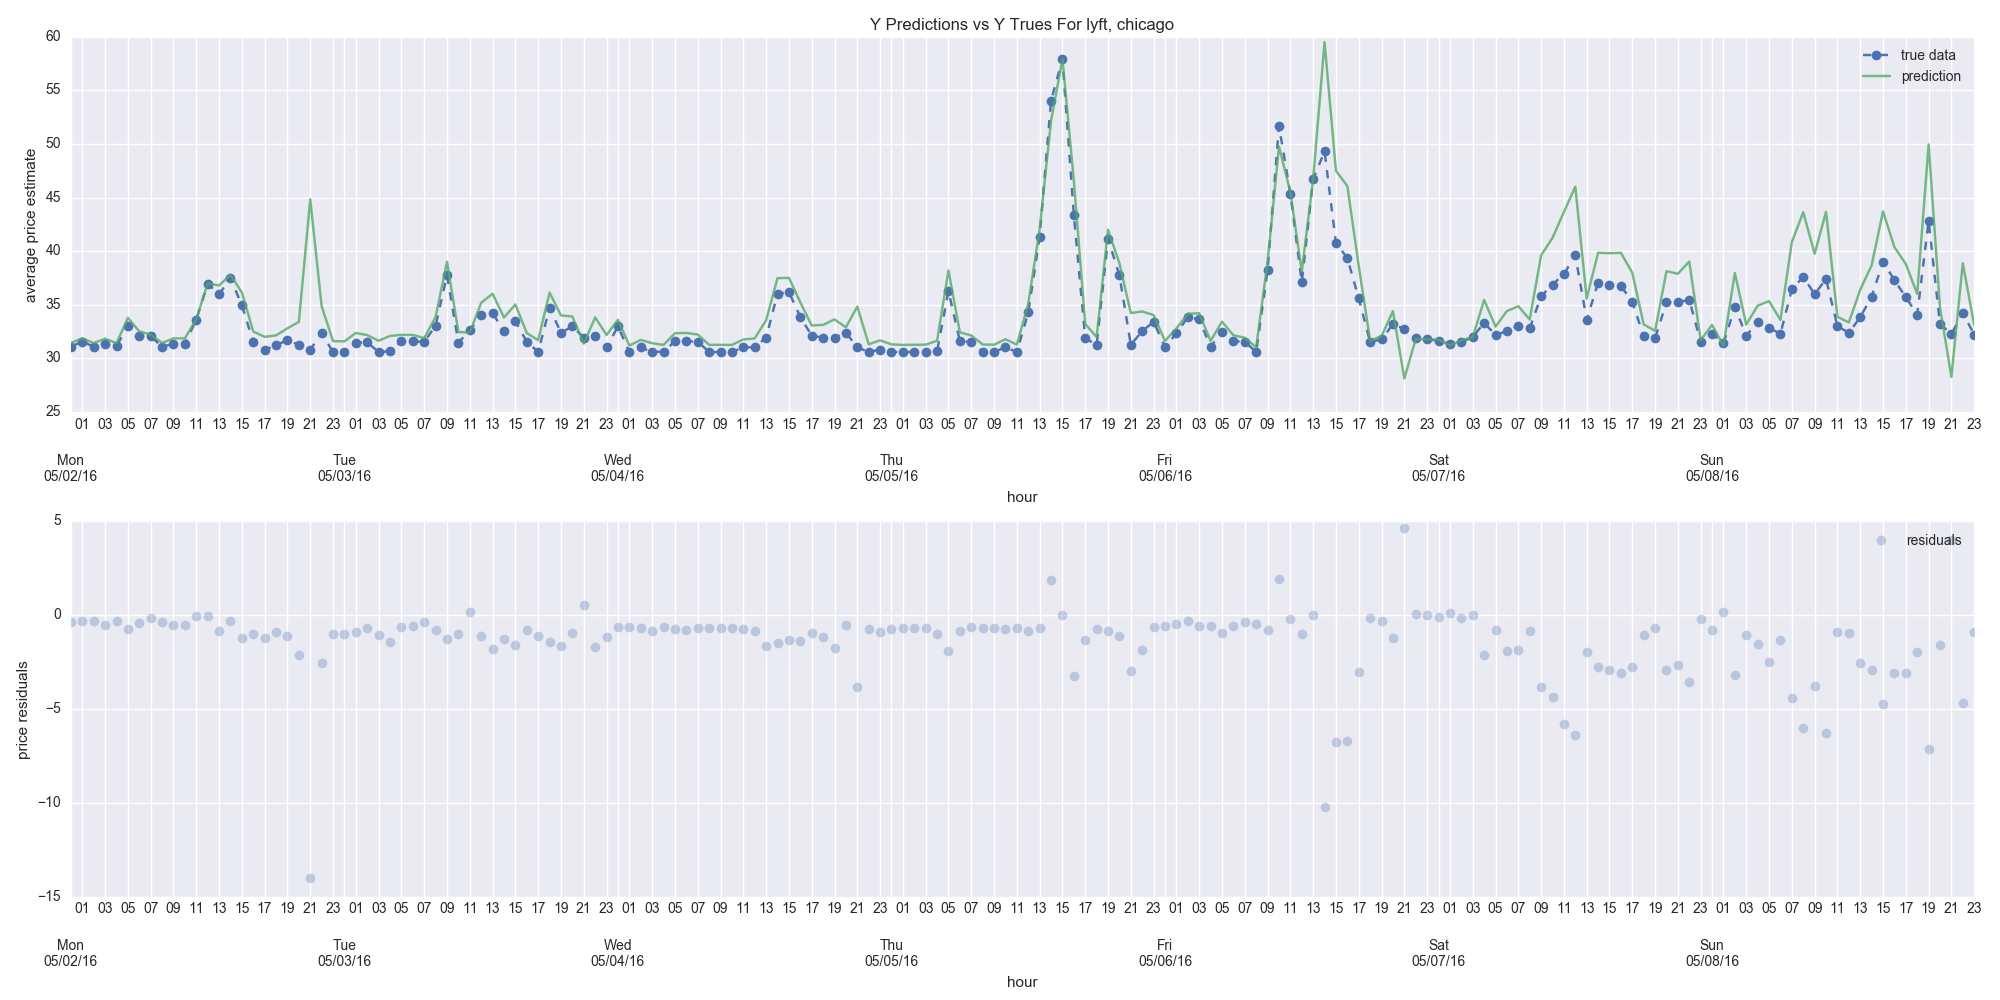 Y Predictions vs Y Trues For lyft, chicago
60
55
50
45
40
35
30
25
average price estimate
true data
prediction
01 03 05 07 09 11 13 15 17 19 21 23 01 03 05 07 09 11 13 15 17 19 21 23 01 03 05 07 09 11 13 15 17 19 21 23 01 03 05 07 09 11 13 15 17 19 21 23 01 03 05 07 09 11 13 15 17 19 21 23 01 03 05 07 09 11 13 15 17 19 21 23 01 03 05 07 09 11 13 15 17 19 21 23
Mon Tue Wed Thu Fri Sat Sun
05/02/16 05/03/16 05/04/16 05/05/16 05/06/16 05/07/16 05/08/16
hour
5
0
−5
−10
−15
price residuals
residuals
01 03 05 07 09 11 13 15 17 19 21 23 01 03 05 07 09 11 13 15 17 19 21 23 01 03 05 07 09 11 13 15 17 19 21 23 01 03 05 07 09 11 13 15 17 19 21 23 01 03 05 07 09 11 13 15 17 19 21 23 01 03 05 07 09 11 13 15 17 19 21 23 01 03 05 07 09 11 13 15 17 19 21 23
Mon Tue Wed Thu Fri Sat Sun
05/02/16 05/03/16 05/04/16 05/05/16 05/06/16 05/07/16 05/08/16
hour